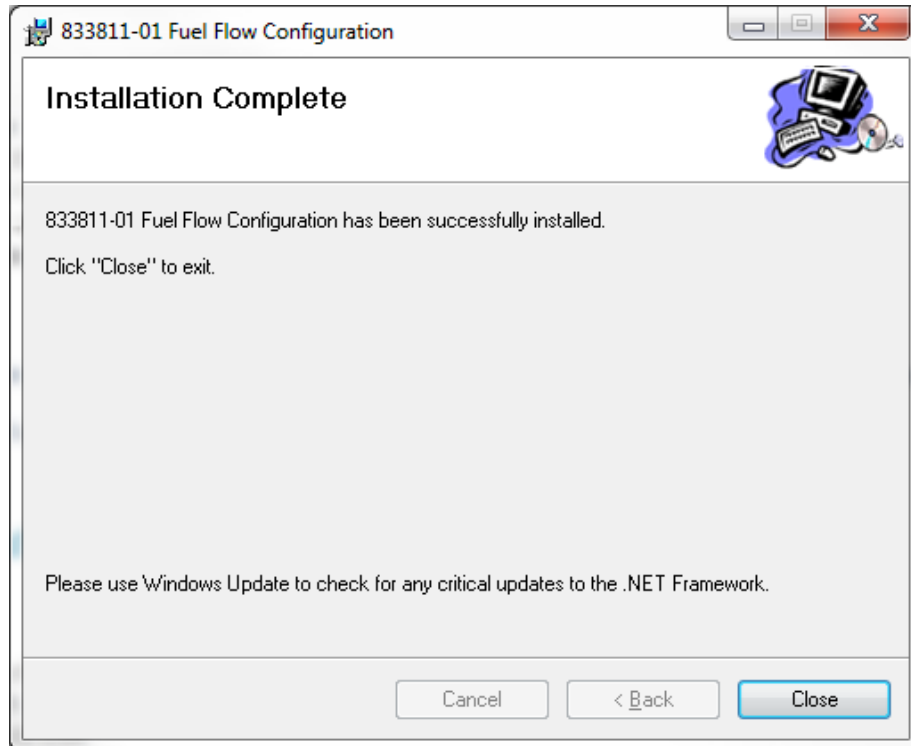 833811-01 Fuel Flow Configuration
Installation Complete
833811-01 Fuel Flow Configuration has been successfully installed.
Click "Close" to exit.
Please use Windows Update to check for any critical updates to the .NET Framework.
Cancel
< Back
Close